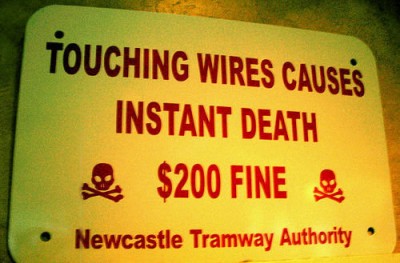 TOUCHING WIRES CAUSES
INSTANT DEATH
$200 FINE
Newcastle Tramway Authority